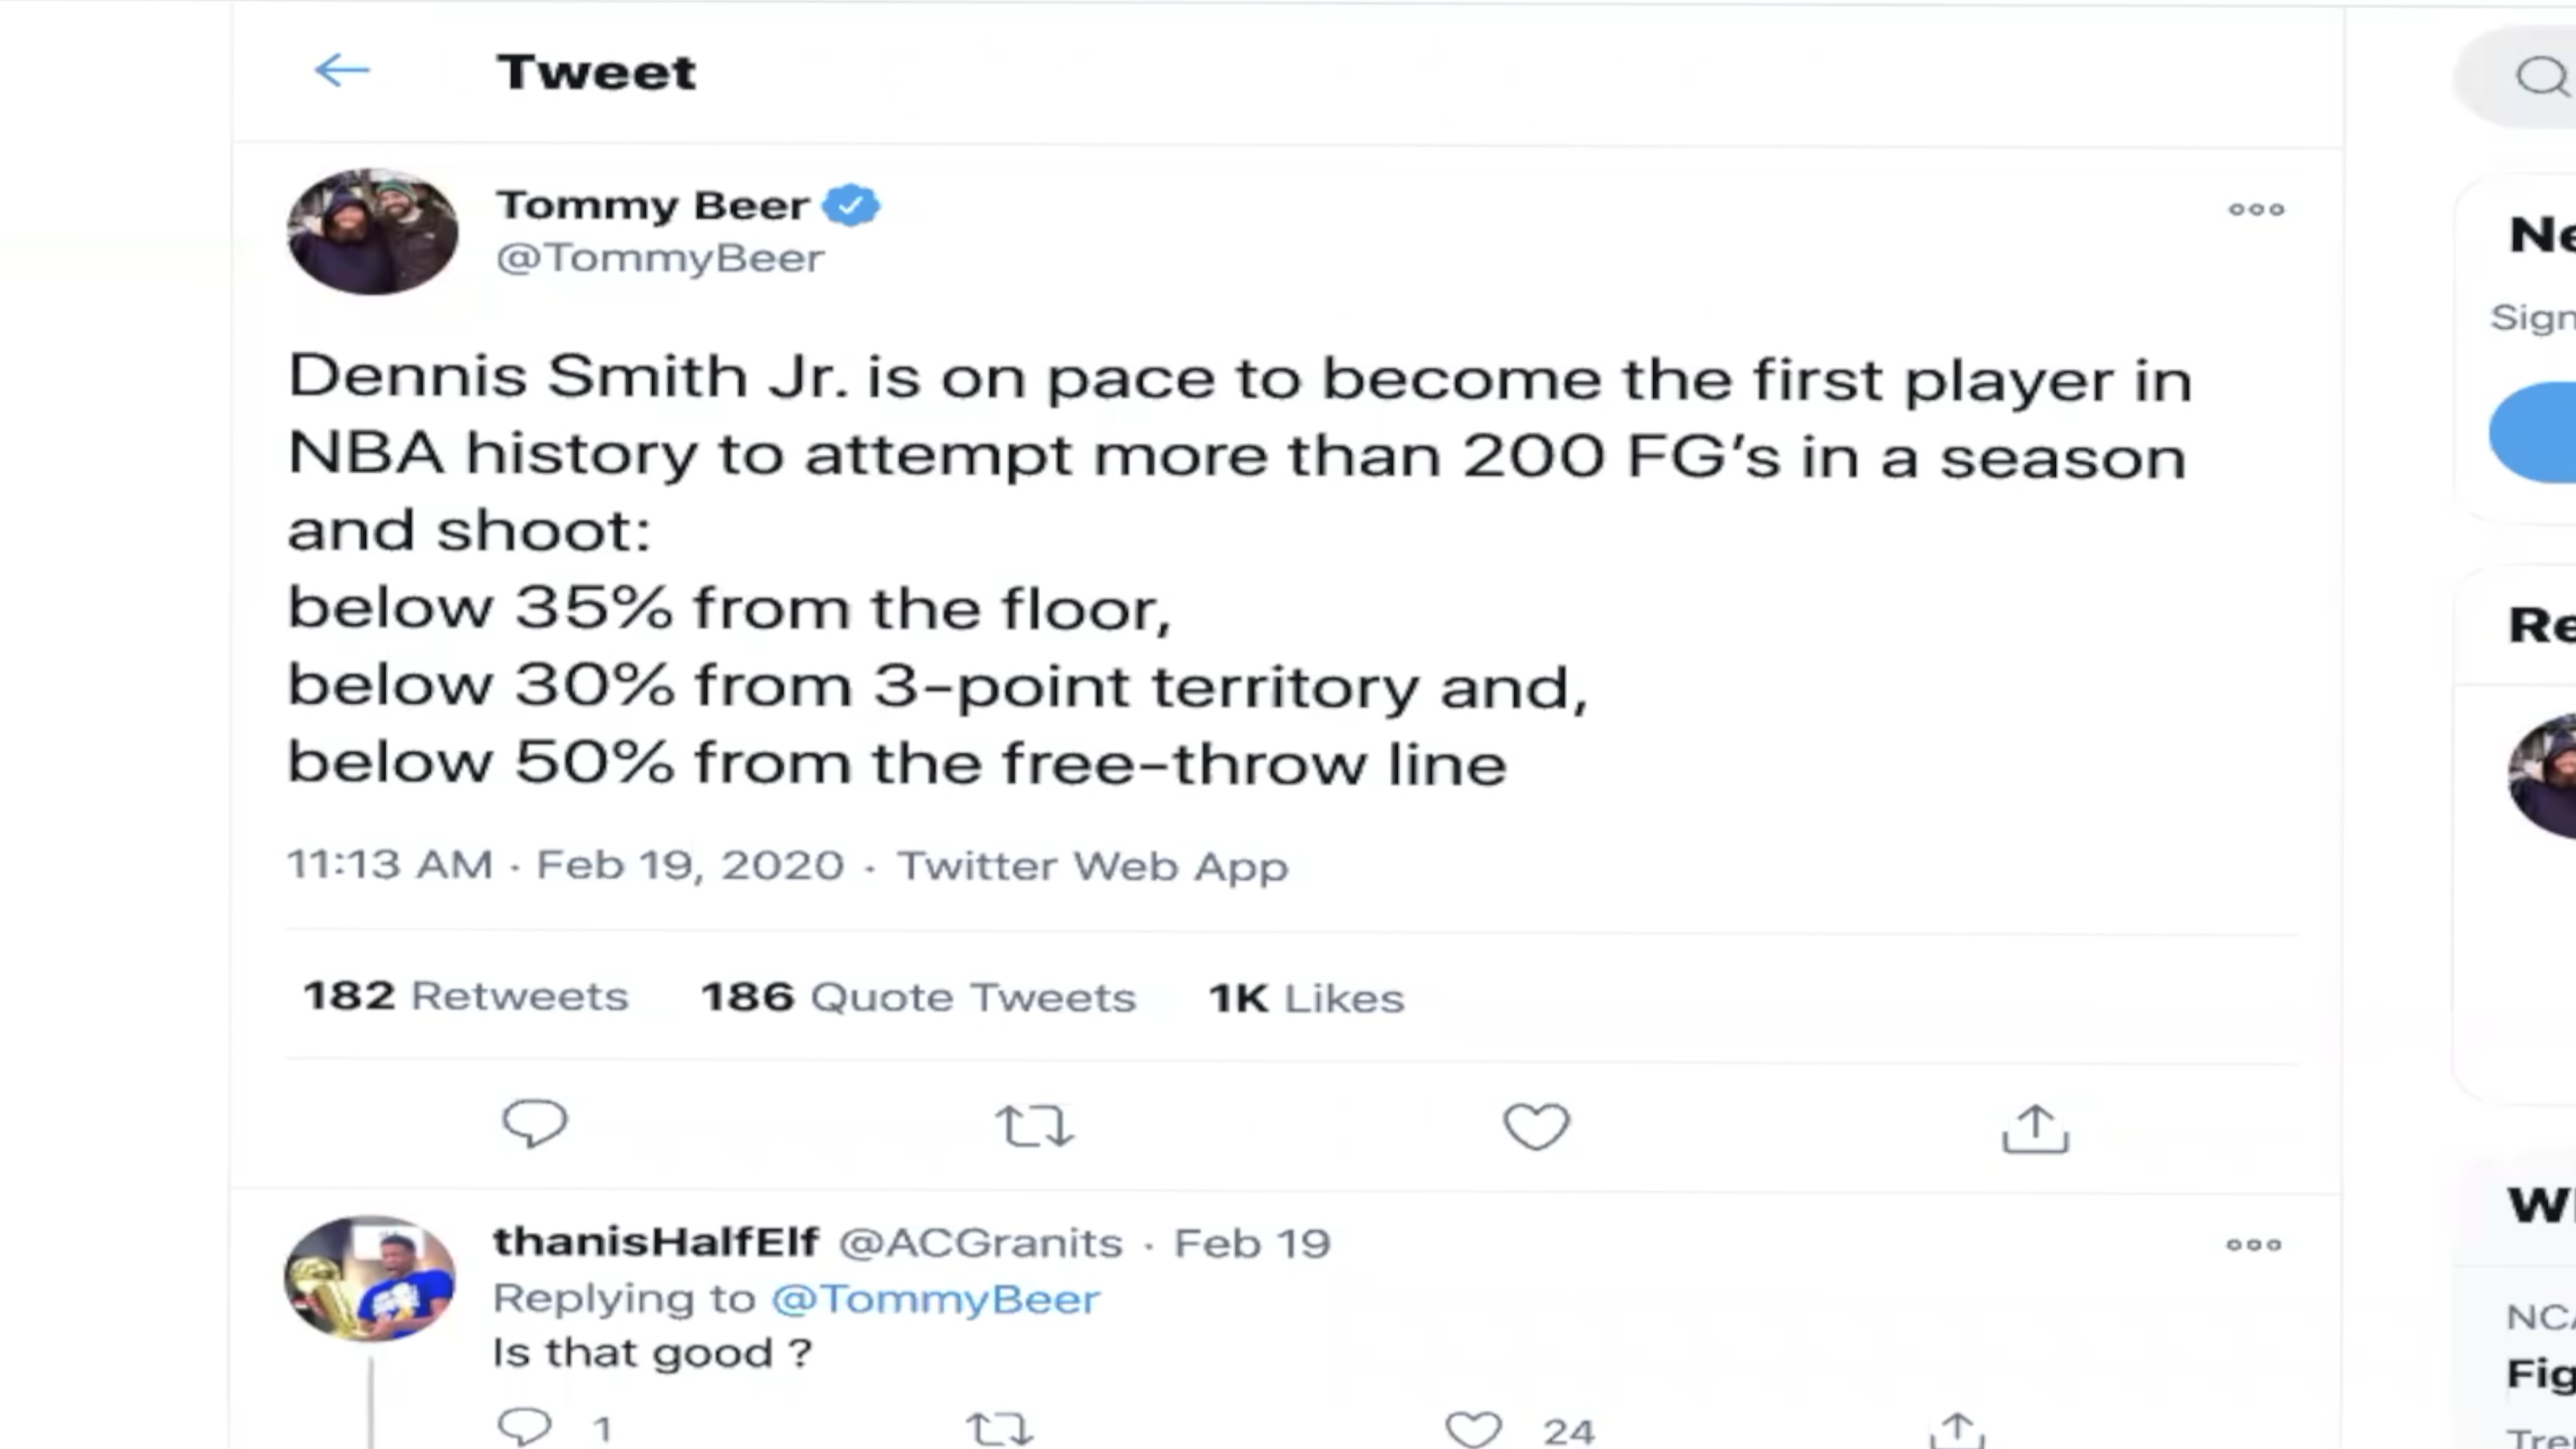 Tweet
Tommy Beer
@TommyBeer
Dennis Smith Jr. is on pace to become the first player in
NBA history to attempt more than 200 FG's in a season
and shoot:
below 35% from the floor,
below 30% from 3-point territory and,
below 50% from the free-throw line
11:13 AM · Feb 19, 2020 · Twitter Web App
182 Retweets 186 Quote Tweets 1K Likes
thanisHalfElf @ACGranits · Feb 19
Replying to @TommyBeer
Is that good ?
1 24